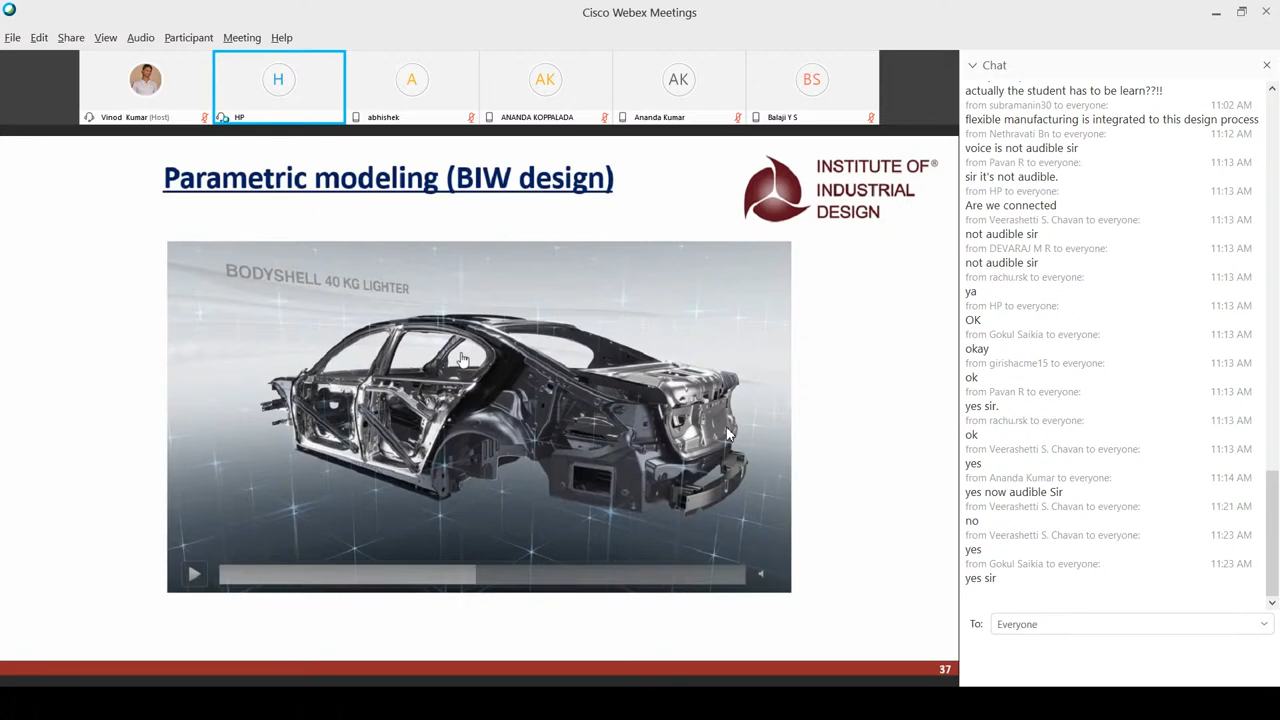 Cisco Webex Meetings
File Edit Share View Audio Participant Meeting Help
H A AK AK BS
Vinod Kumar (Host) HP abhishek ANANDA KOPPALADA Ananda Kumar Balaji Y S
Parametric modeling (BIW design)
INSTITUTE OF®
INDUSTRIAL
DESIGN
BODYSHELL 40 KG LIGHTER
37
Chat
actually the student has to be learn??!!
from subramanin30 to everyone: 11:02 AM
flexible manufacturing is integrated to this design process
from Nethravati Bn to everyone: 11:12 AM
voice is not audible sir
from Pavan R to everyone: 11:13 AM
sir it's not audible.
from HP to everyone: 11:13 AM
Are we connected
from Veerashetti S. Chavan to everyone: 11:13 AM
not audible sir
from DEVARAJ M R to everyone: 11:13 AM
not audible sir
from rachu.rsk to everyone: 11:13 AM
ya
from HP to everyone: 11:13 AM
OK
from Gokul Saikia to everyone: 11:13 AM
okay
from girishacme15 to everyone: 11:13 AM
ok
from Pavan R to everyone: 11:13 AM
yes sir.
from rachu.rsk to everyone: 11:13 AM
ok
from Veerashetti S. Chavan to everyone: 11:13 AM
yes
from Ananda Kumar to everyone: 11:14 AM
yes now audible Sir
from Veerashetti S. Chavan to everyone: 11:21 AM
no
from Veerashetti S. Chavan to everyone: 11:23 AM
yes
from Gokul Saikia to everyone: 11:23 AM
yes sir
To: Everyone